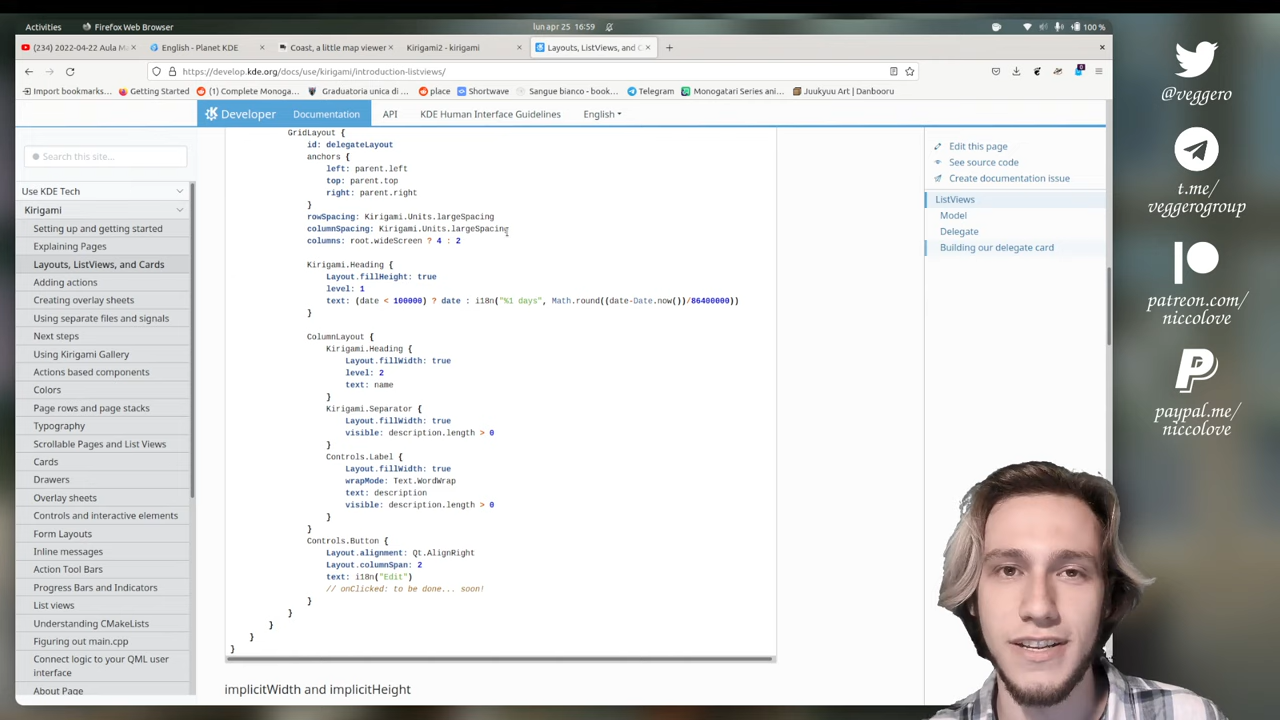 Activities
Firefox Web Browser
lun apr 25 16:59
100 %
(234) 2022-04-22 Aula M
English - Planet KDE
Coast, a little map viewer
Kirigami2 - kirigami
Layouts, ListViews, and C
https://develop.kde.org/docs/use/kirigami/introduction-listviews/
Import bookmarks...
Getting Started
(1) Complete Monoga...
Graduatoria unica di ...
place
Shortwave
Sangue bianco - book...
Telegram
Monogatari Series ani...
Juukyuu Art | Danbooru
Developer
Documentation
API
KDE Human Interface Guidelines
English
Search this site...
Use KDE Tech
Kirigami
Setting up and getting started
Explaining Pages
Layouts, ListViews, and Cards
Adding actions
Creating overlay sheets
Using separate files and signals
Next steps
Using Kirigami Gallery
Actions based components
Colors
Page rows and page stacks
Typography
Scrollable Pages and List Views
Cards
Drawers
Overlay sheets
Controls and interactive elements
Form Layouts
Inline messages
Action Tool Bars
Progress Bars and Indicators
List views
Understanding CMakeLists
Figuring out main.cpp
Connect logic to your QML user
interface
About Page
GridLayout {
id: delegateLayout
anchors {
left: parent.left
top: parent.top
right: parent.right
}
rowSpacing: Kirigami.Units.largeSpacing
columnSpacing: Kirigami.Units.largeSpacing
columns: root.wideScreen ? 4 : 2
Kirigami.Heading {
Layout.fillHeight: true
level: 1
text: (date < 100000) ? date : i18n("%1 days", Math.round((date-Date.now())/86400000))
}
ColumnLayout {
Kirigami.Heading {
Layout.fillWidth: true
level: 2
text: name
}
Kirigami.Separator {
Layout.fillWidth: true
visible: description.length > 0
}
Controls.Label {
Layout.fillWidth: true
wrapMode: Text.WordWrap
text: description
visible: description.length > 0
}
}
Controls.Button {
Layout.alignment: Qt.AlignRight
Layout.columnSpan: 2
text: i18n("Edit")
// onClicked: to be done... soon!
}
}
}
}
}
implicitWidth and implicitHeight
Edit this page
See source code
Create documentation issue
ListViews
Model
Delegate
Building our delegate card
@veggero
t.me/
veggerogroup
patreon.com/
niccolove
paypal.me/
niccolove